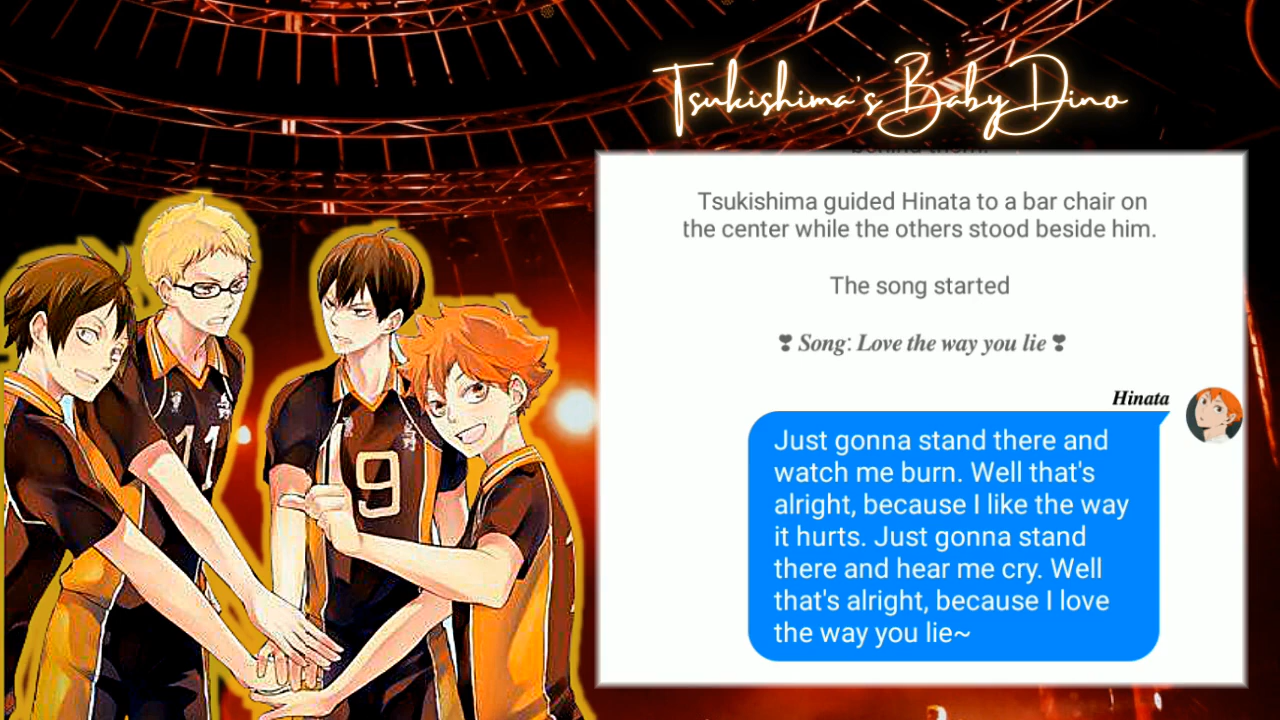 Tsukishima's Baby Dino
behind them.
Tsukishima guided Hinata to a bar chair on
the center while the others stood beside him.
The song started
❣ Song: Love the way you lie ❣
Hinata
Just gonna stand there and
watch me burn. Well that's
alright, because I like the way
it hurts. Just gonna stand
there and hear me cry. Well
that's alright, because I love
the way you lie~
11
9